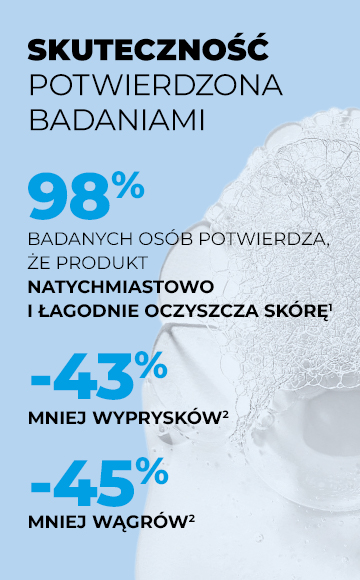 SKUTECZNOŚĆ
POTWIERDZONA
BADANIAMI
98%
BADANYCH OSÓB POTWIERDZA,
ŻE PRODUKT
NATYCHMIASTOWO
I ŁAGODNIE OCZYSZCZA SKÓRĘ¹
-43%
MNIEJ WYPRYSKÓW²
-45%
MNIEJ WĄGRÓW²